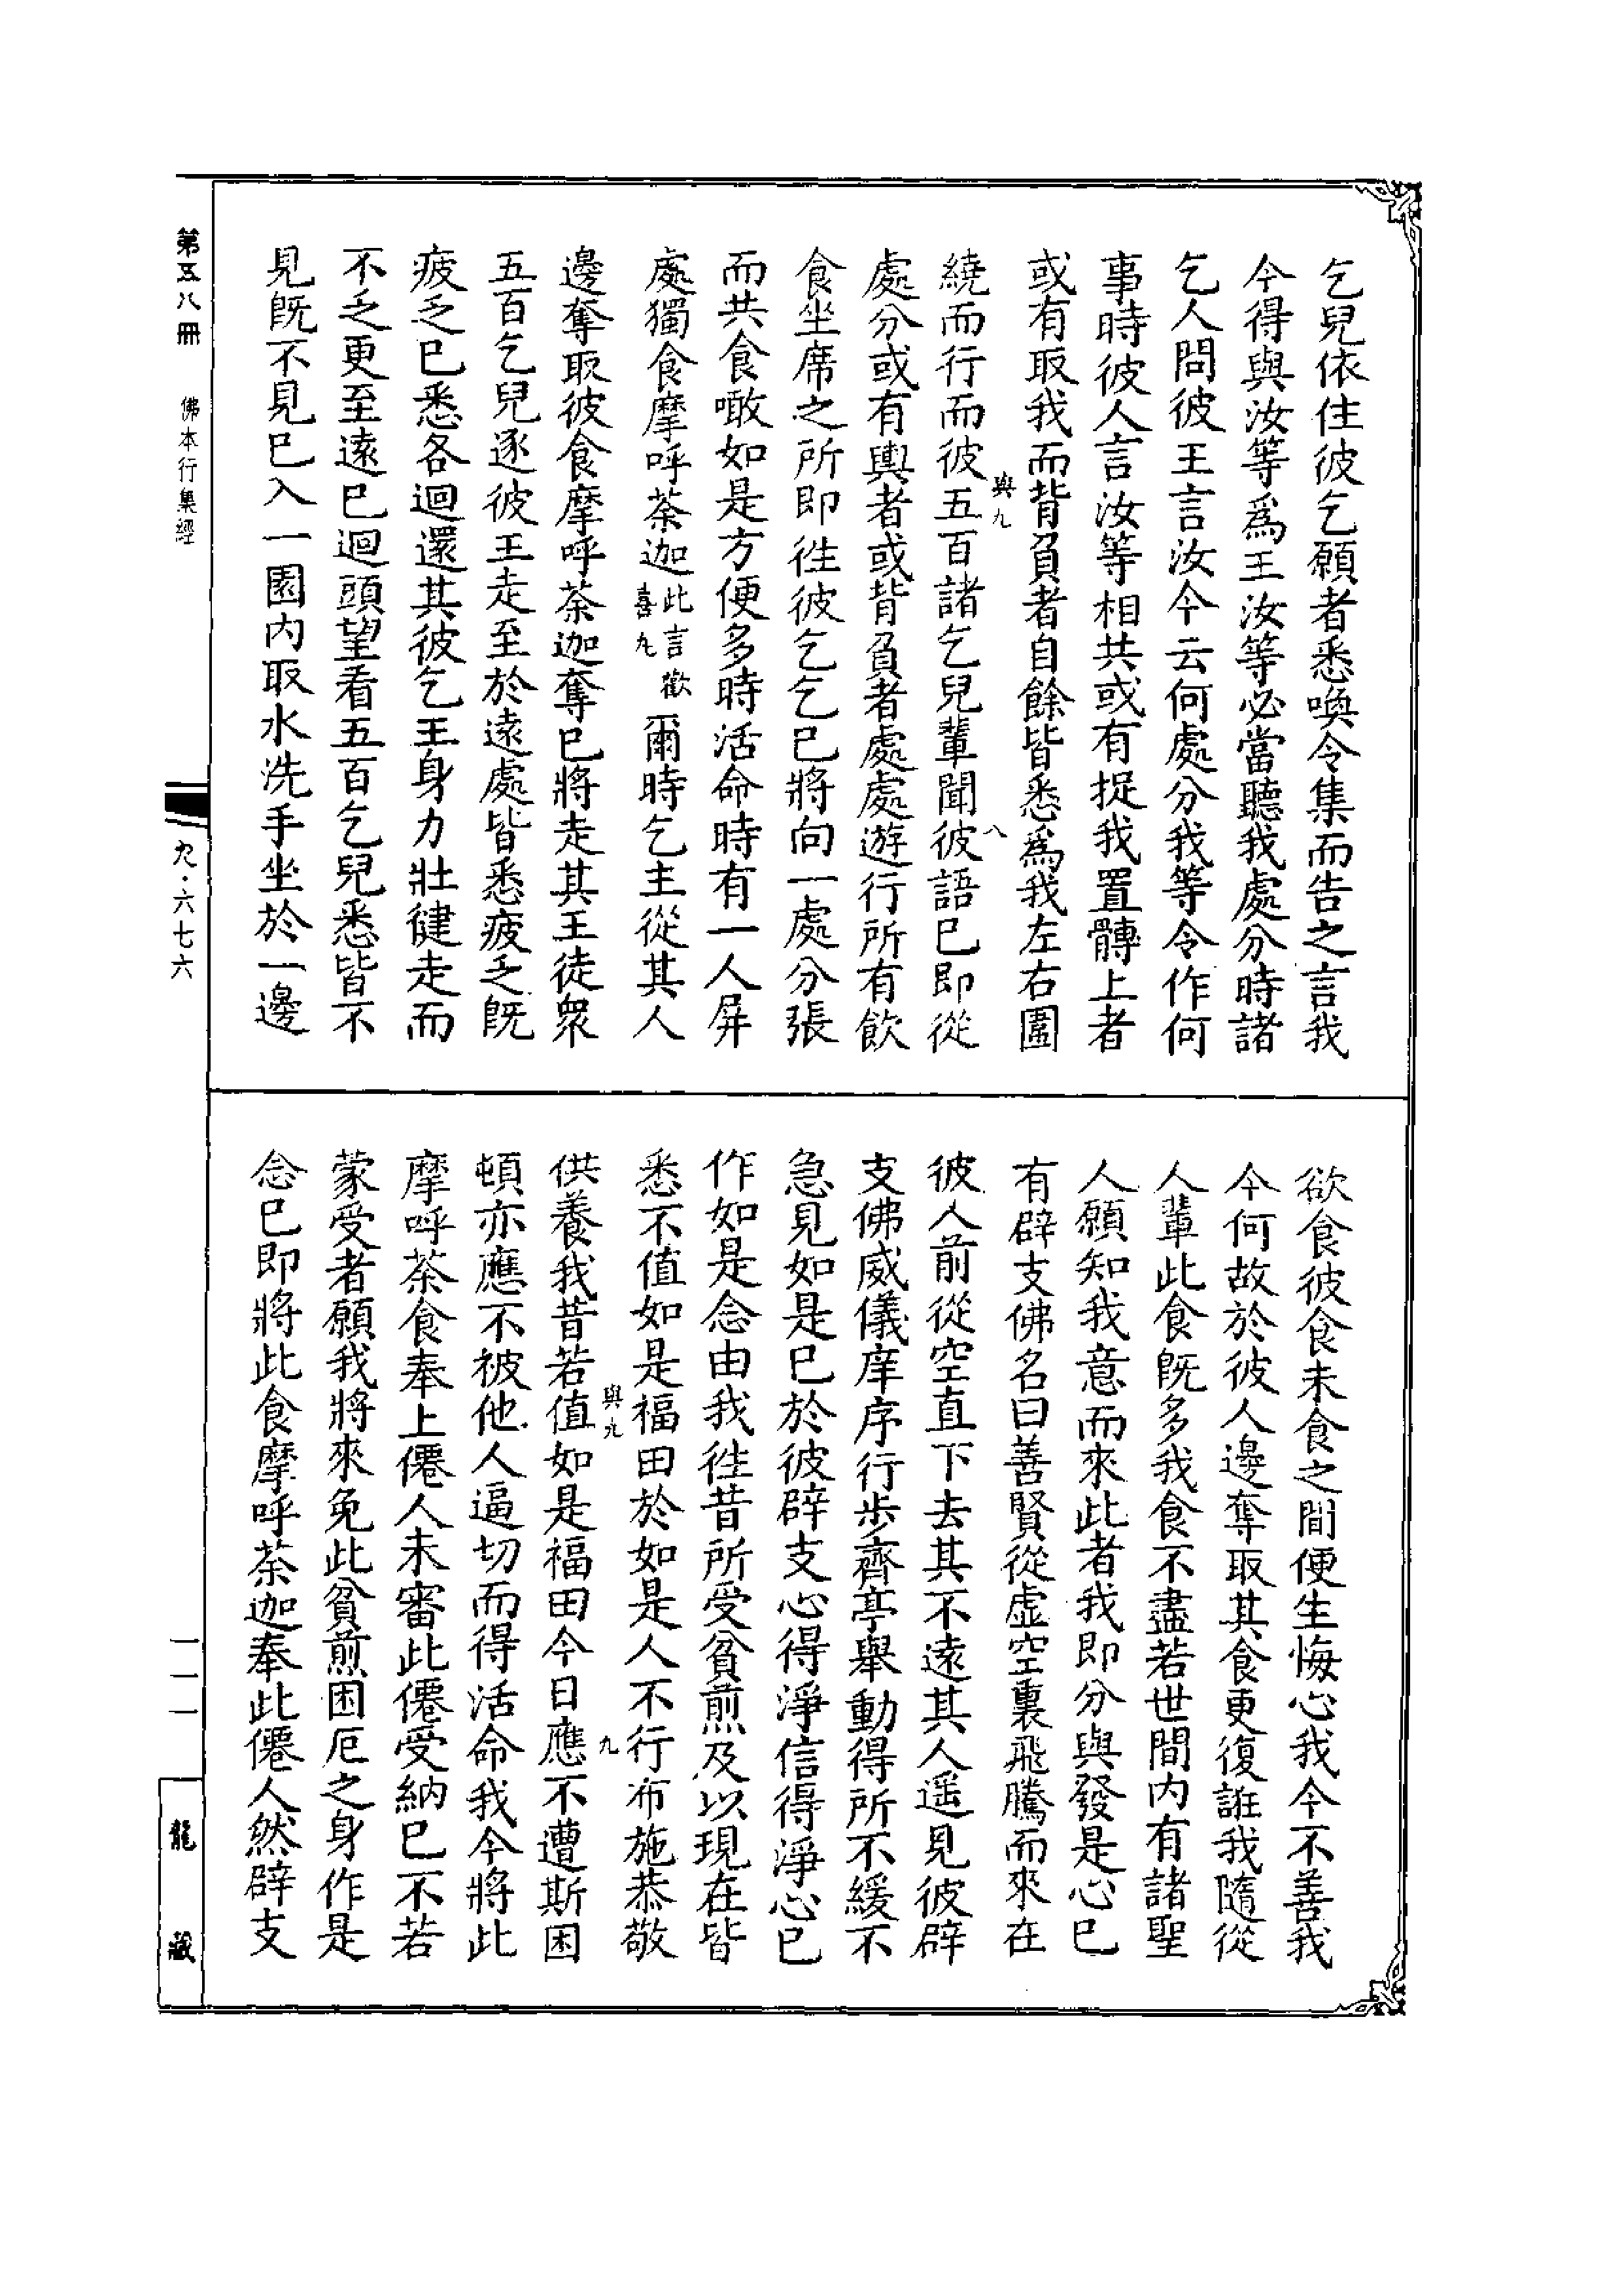 乞兒依住彼乞乞願者悉喚令集而告之言我
今得與汝等爲王汝等必當聽我處分時諸
乞人問彼王言汝今云何處分我等令作何
事時彼人言汝等相共或有捉我置髆上者
或有取我而背負者自餘皆悉爲我左右圍
與九
八
繞而行而彼五百諸乞兒輩聞彼語已即從
處分或有輿者或背負者處處遊行所有飲
食坐席之所即徃彼乞乞已將向一處分張
而共食噉如是方便多時活命時有一人屏
處獨食摩呼荼迦此言歡喜丸爾時乞主從其人
邊奪取彼食摩呼荼迦奪已將走其王徒衆
五百乞兒逐彼王走至於遠處皆悉疲乏旣
疲乏已悉各迴還其彼乞王身力壯健走而
不乏更至遠已迴頭望看五百乞兒悉皆不
見旣不見已入一園內取水洗手坐於一邊
欲食彼食未食之間便生悔心我今不善我
今何故於彼人邊奪取其食更復誑我隨從
人輩此食旣多我食不盡若世間內有諸聖
人願知我意而來此者我即分與發是心已
有辟支佛名曰善賢從虛空裏飛騰而來在
彼人前從空直下去其不遠其人遥見彼辟
支佛威儀庠序行步齊亭舉動得所不緩不
急見如是已於彼辟支心得淨信得淨心已
作如是念由我徃昔所受貧煎及以現在皆
悉不值如是福田於如是人不行布施恭敬
與九
九
供養我昔若值如是福田今日應不遭斯困
頓亦應不被他人逼切而得活命我今將此
摩呼荼食奉上僊人未審此僊受納已不若
蒙受者願我將來免此貧煎困厄之身作是
念已即將此食摩呼荼迦奉此僊人然辟支
第五八冊
佛本行集經
九·六七六
一一一
龍藏